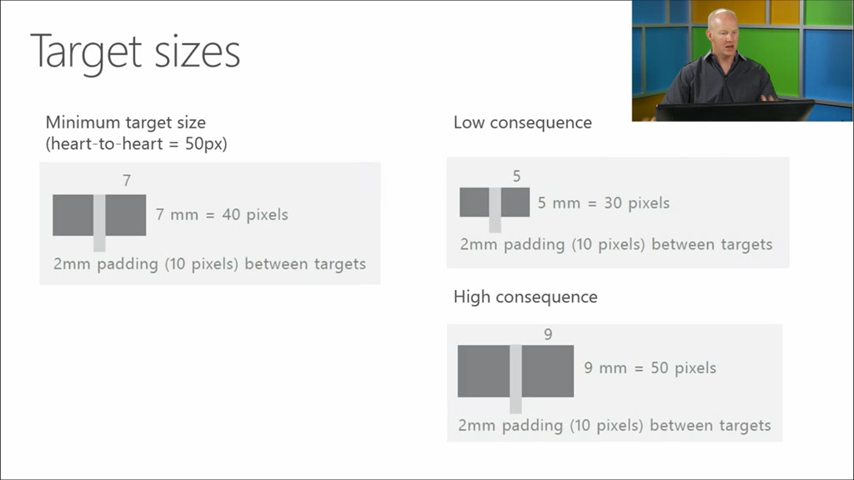 Target sizes
Minimum target size
(heart-to-heart = 50px)
7
7 mm = 40 pixels
2mm padding (10 pixels) between targets
Low consequence
5
5 mm = 30 pixels
2mm padding (10 pixels) between targets
High consequence
9
9 mm = 50 pixels
2mm padding (10 pixels) between targets